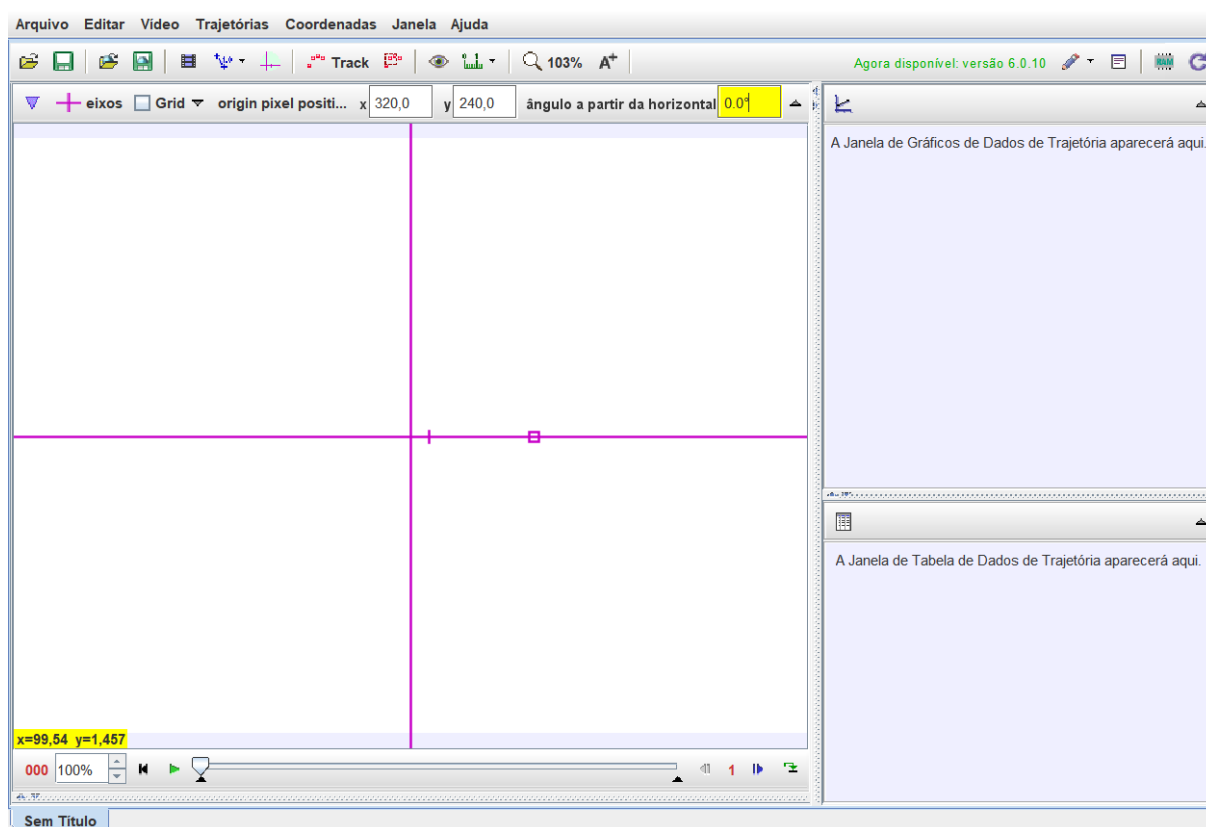 Arquivo Editar Video Trajetórias Coordenadas Janela Ajuda
Track 103% A+ Agora disponível: versão 6.0.10 RAM
eixos Grid origin pixel positi... x 320,0 y 240,0 ângulo a partir da horizontal 0.0°
A Janela de Gráficos de Dados de Trajetória aparecerá aqui.
A Janela de Tabela de Dados de Trajetória aparecerá aqui.
x=99,54 y=1,457
000 100% 1
Sem Título